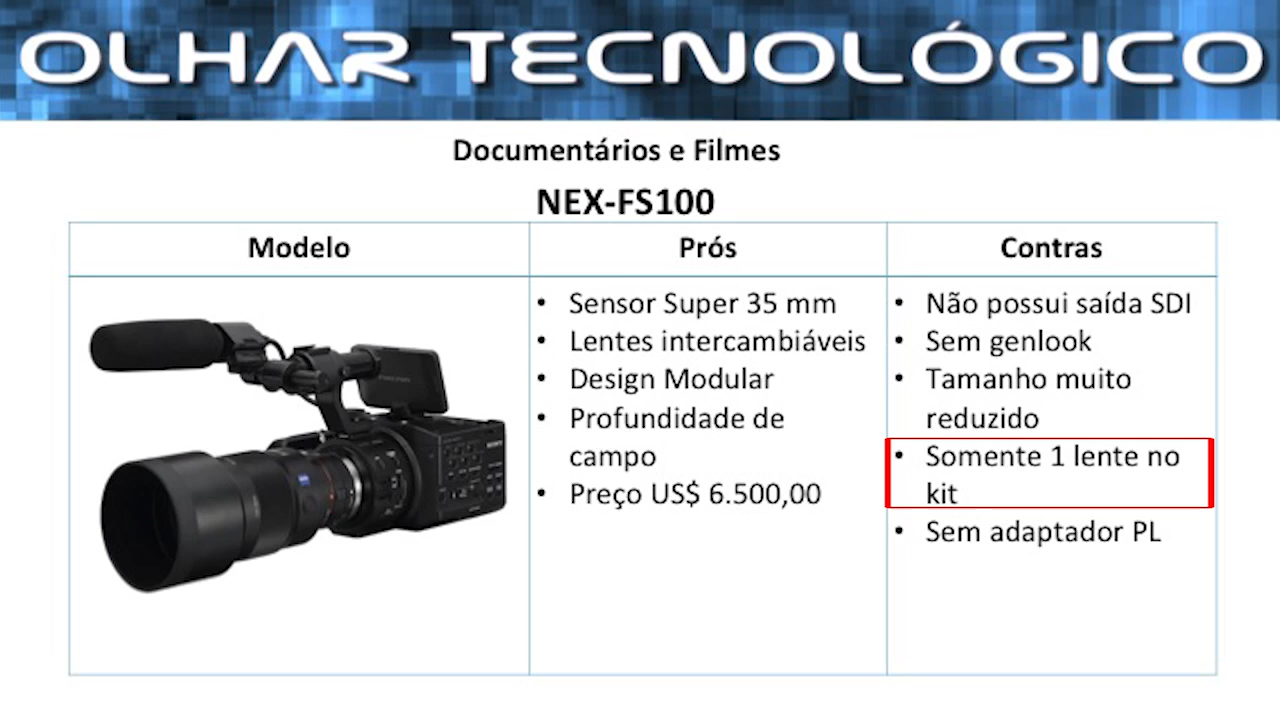 OLHAR TECNOLÓGICO
Documentários e Filmes
NEX-FS100
Modelo
Prós
Contras
• Sensor Super 35 mm
• Lentes intercambiáveis
• Design Modular
• Profundidade de
campo
• Preço US$ 6.500,00
• Não possui saída SDI
• Sem genlook
• Tamanho muito
reduzido
• Somente 1 lente no
kit
• Sem adaptador PL
SONY